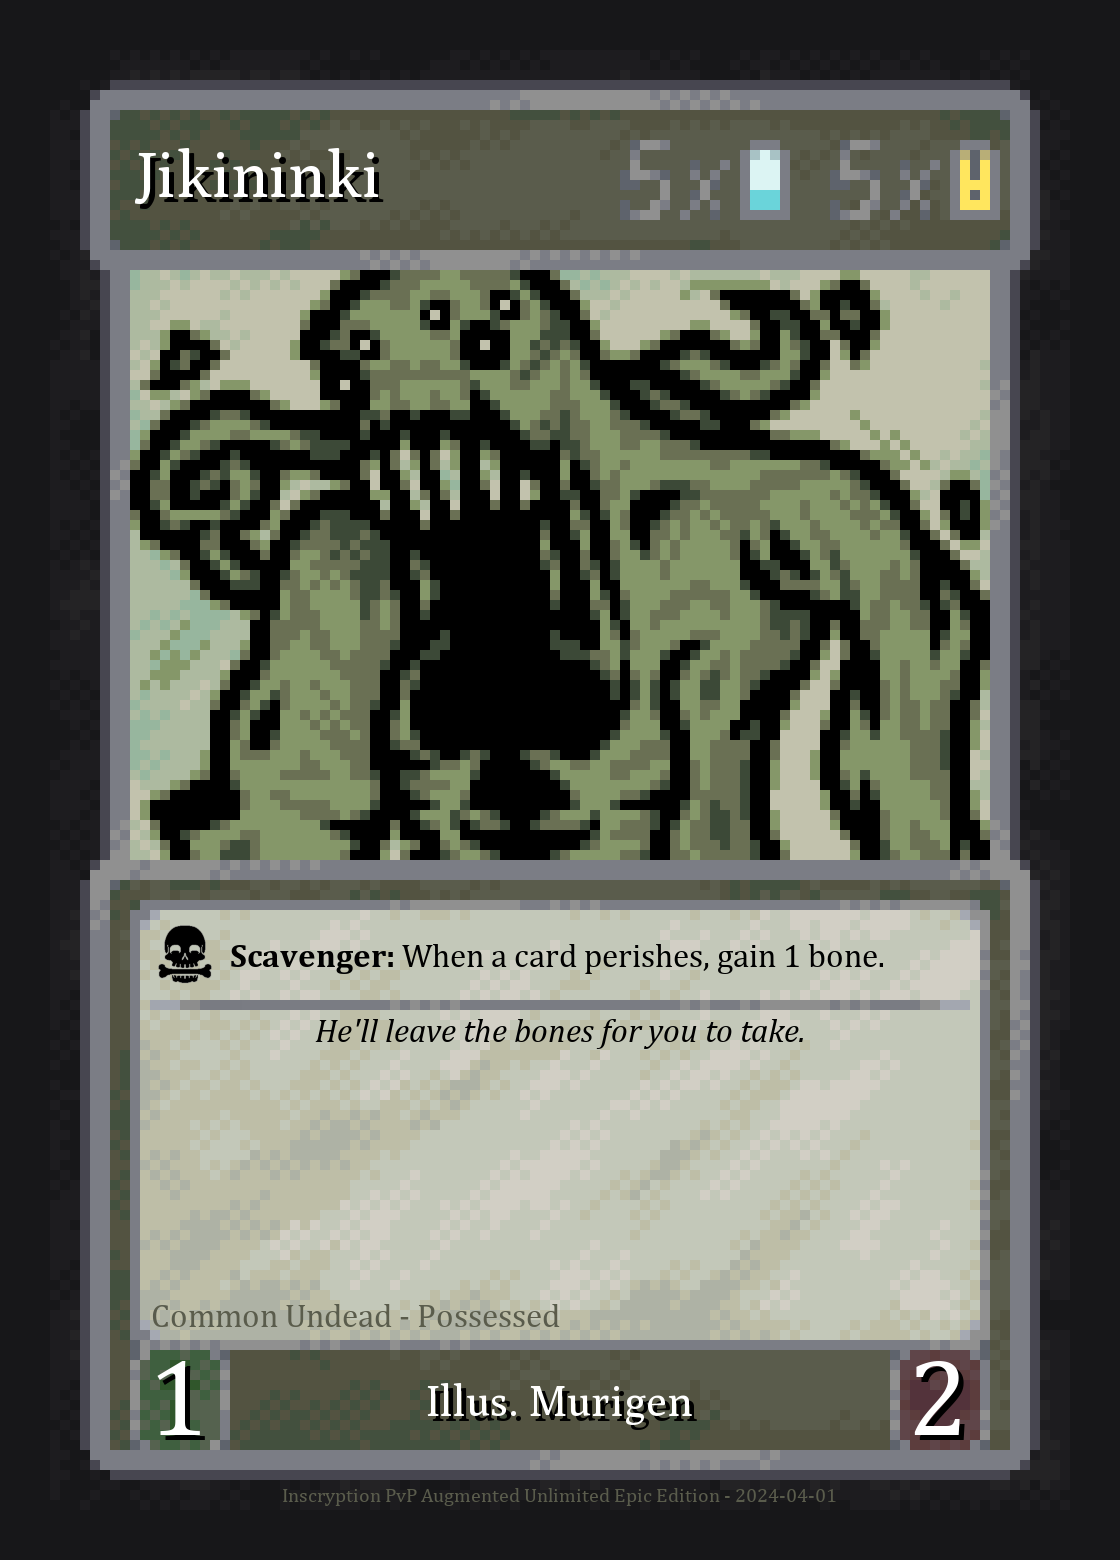 Jikininki 5x 5x
Scavenger: When a card perishes, gain 1 bone.
He'll leave the bones for you to take.
Common Undead - Possessed
1 Illus. Murigen 2
Inscryption PvP Augmented Unlimited Epic Edition - 2024-04-01